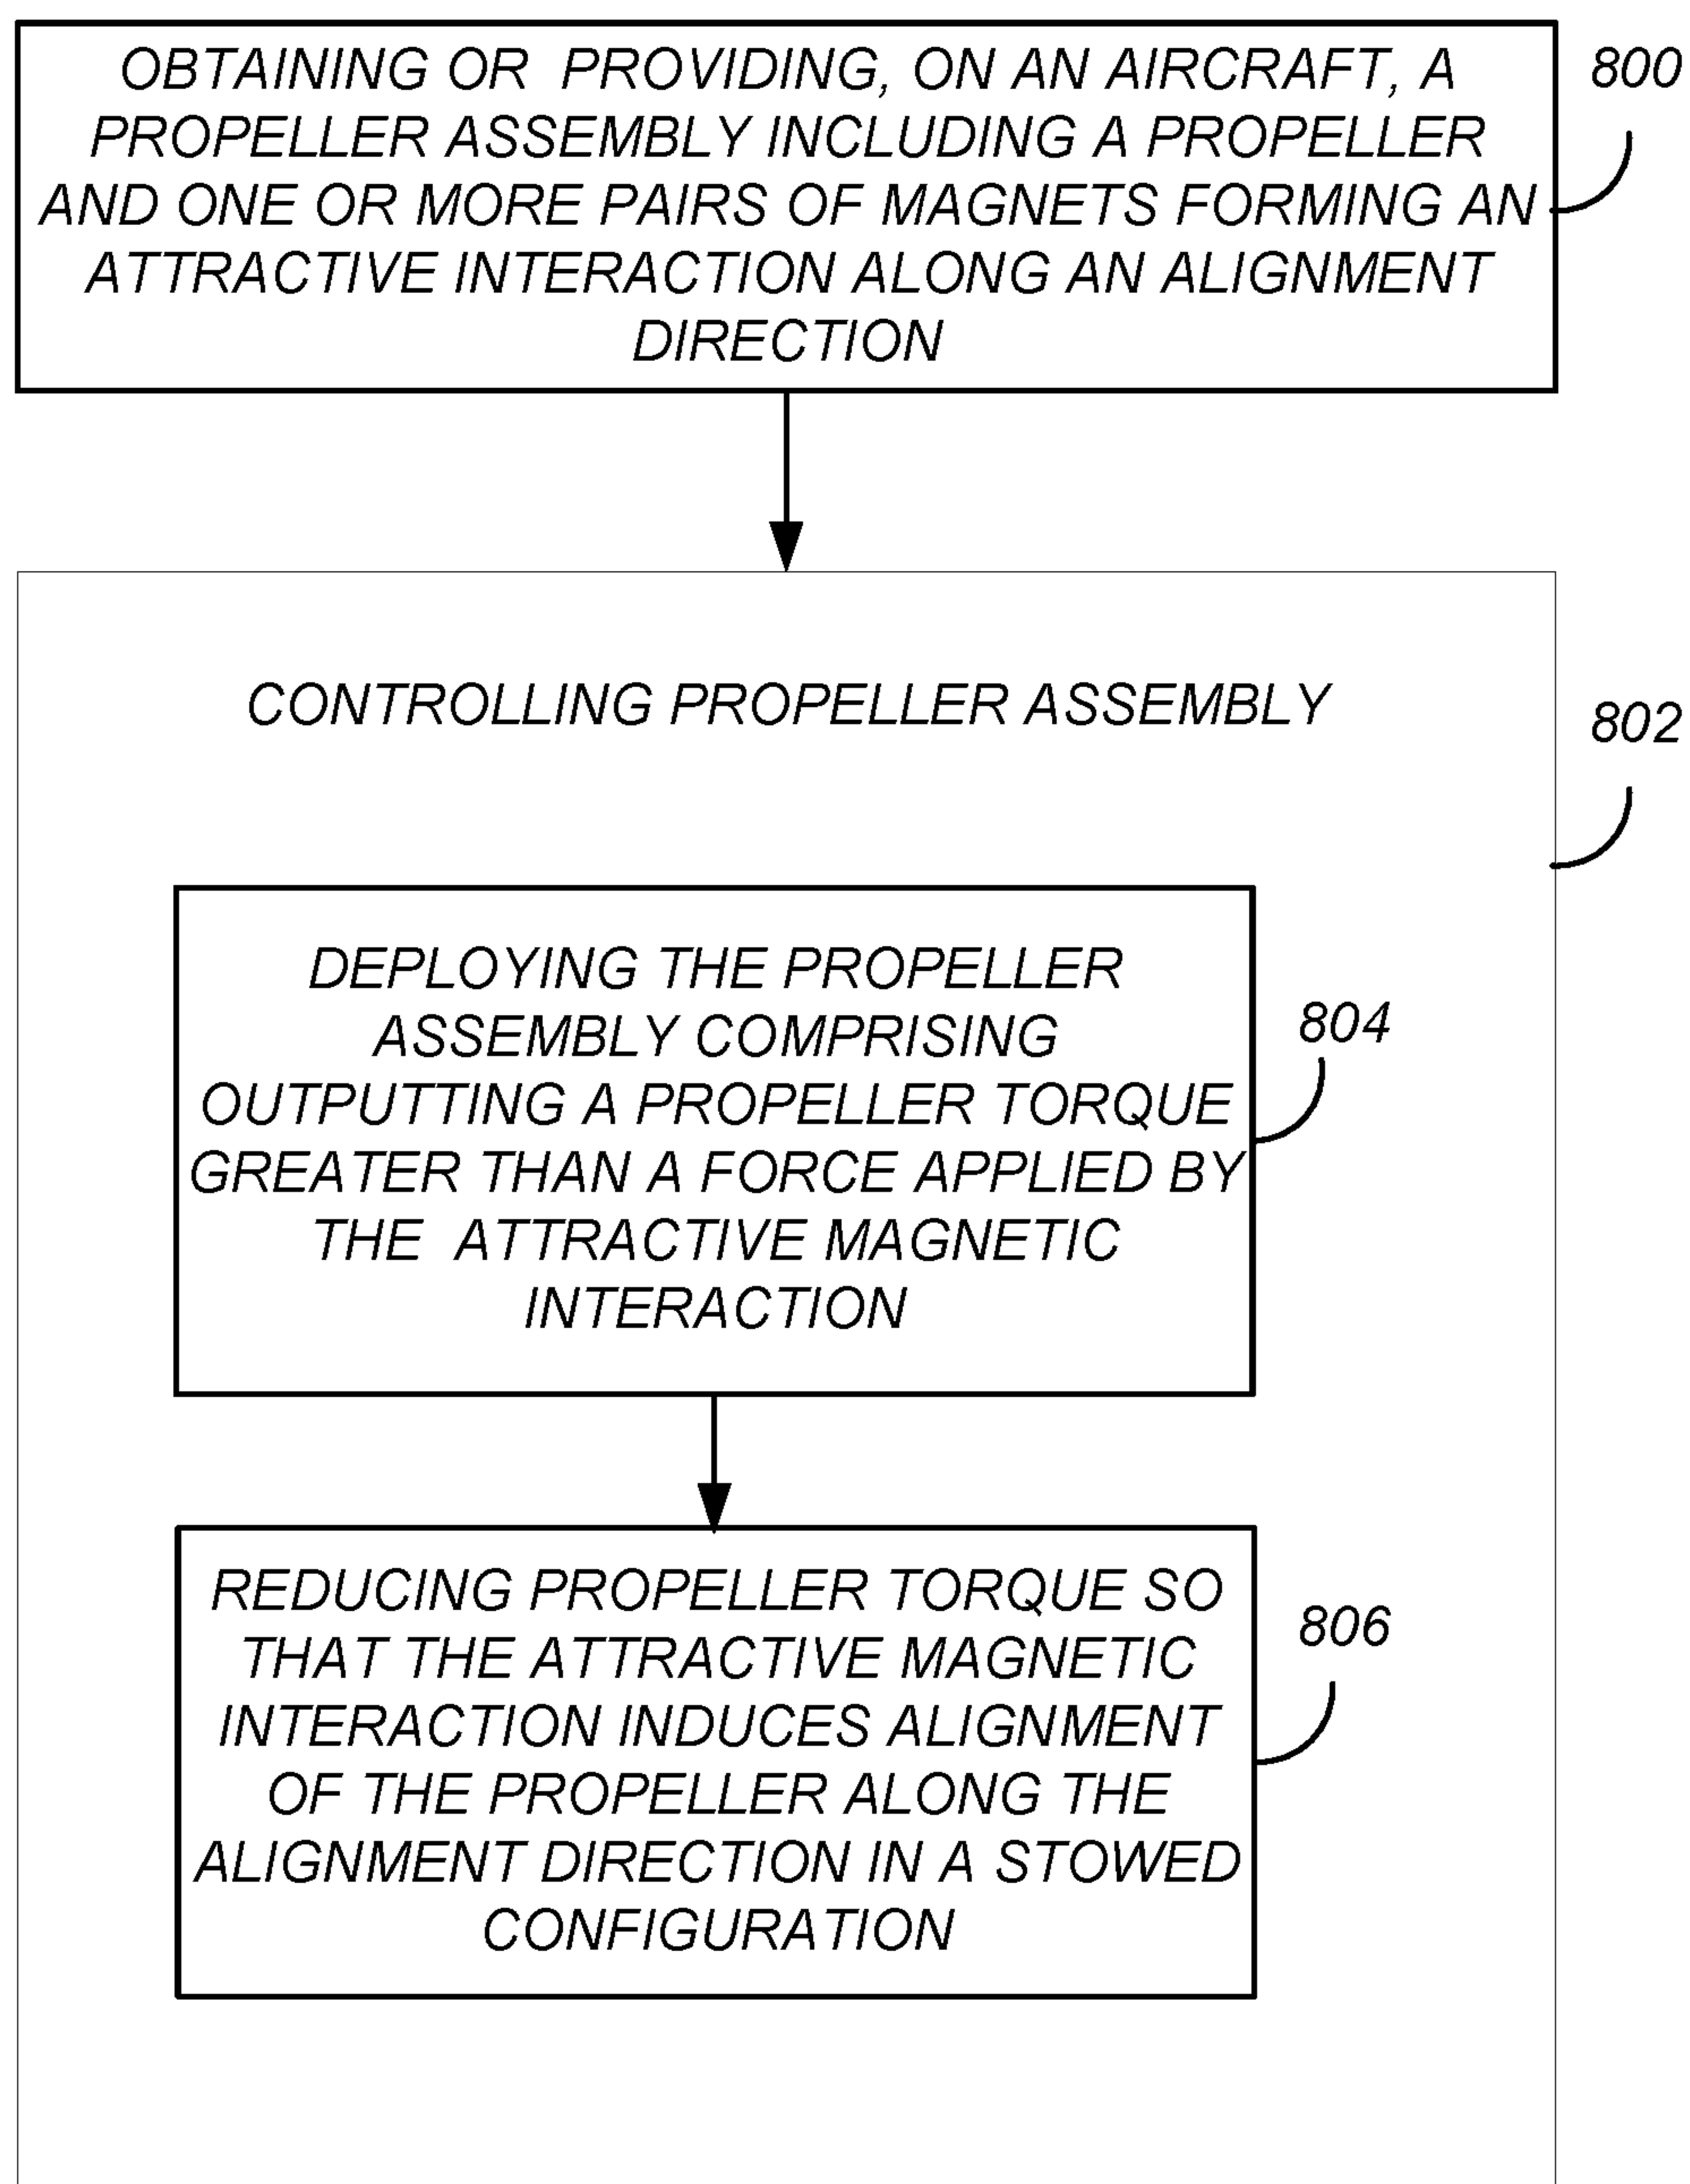 OBTAINING OR PROVIDING, ON AN AIRCRAFT, A
PROPELLER ASSEMBLY INCLUDING A PROPELLER
AND ONE OR MORE PAIRS OF MAGNETS FORMING AN
ATTRACTIVE INTERACTION ALONG AN ALIGNMENT
DIRECTION
800
CONTROLLING PROPELLER ASSEMBLY
802
DEPLOYING THE PROPELLER
ASSEMBLY COMPRISING
OUTPUTTING A PROPELLER TORQUE
GREATER THAN A FORCE APPLIED BY
THE ATTRACTIVE MAGNETIC
INTERACTION
804
REDUCING PROPELLER TORQUE SO
THAT THE ATTRACTIVE MAGNETIC
INTERACTION INDUCES ALIGNMENT
OF THE PROPELLER ALONG THE
ALIGNMENT DIRECTION IN A STOWED
CONFIGURATION
806